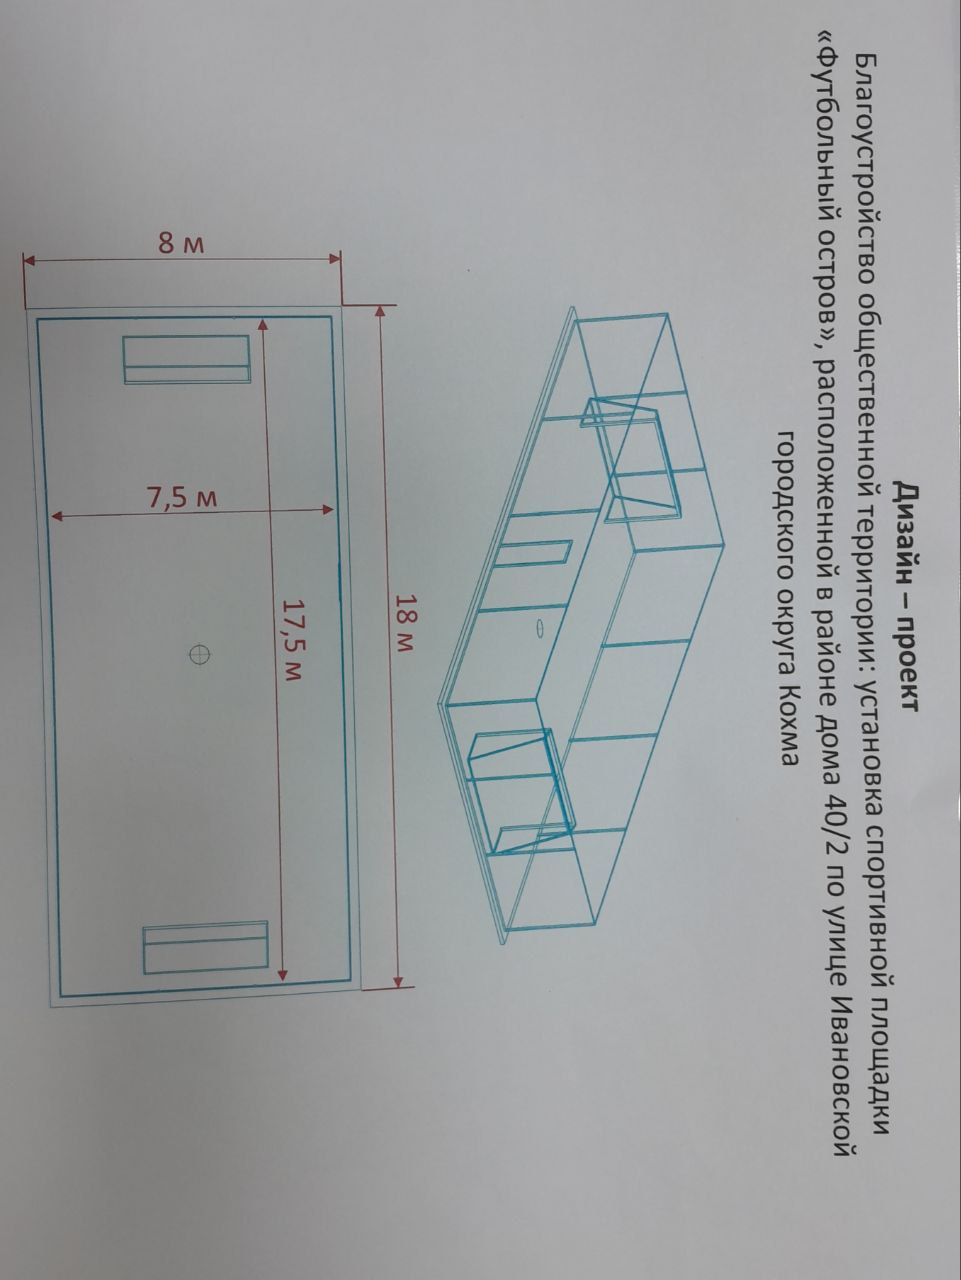 Дизайн – проект
Благоустройство общественной территории: установка спортивной площадки
«Футбольный остров», расположенной в районе дома 40/2 по улице Ивановской
городского округа Кохма
18 м
17,5 м
8 м
7,5 м